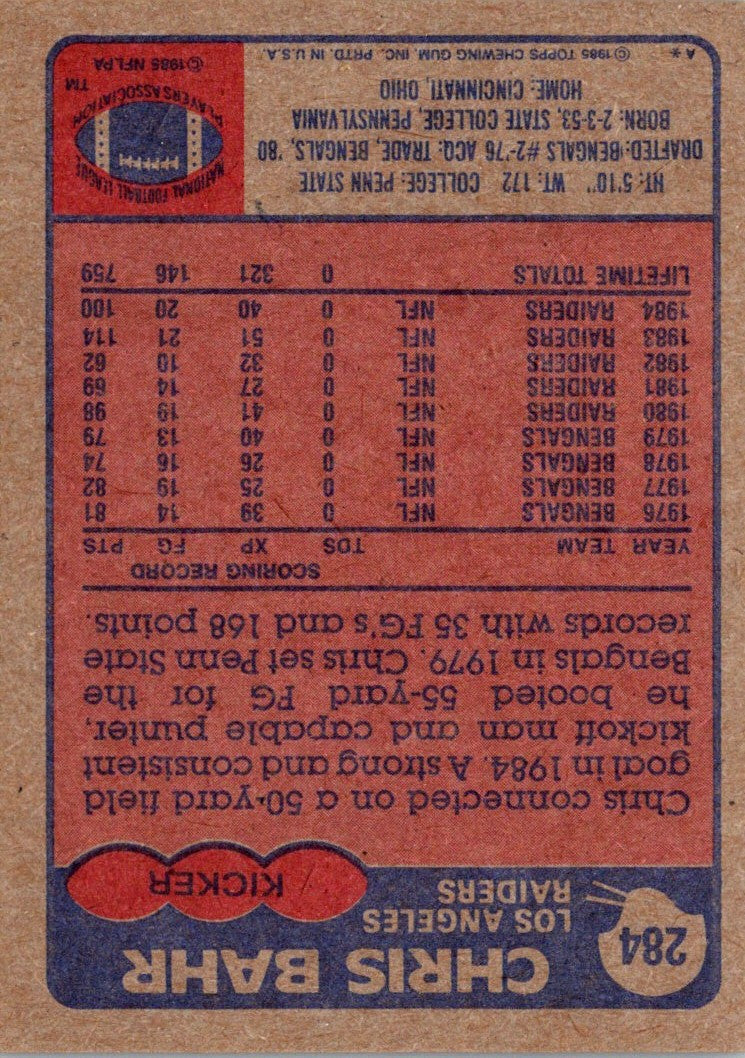 284
CHRIS BAHR
LOS ANGELES
RAIDERS
KICKER
Chris connected on a 50-yard field
goal in 1984. A strong and consistent
kickoff man and capable punter,
he booted 55-yard FG for the
Bengals in 1979. Chris set Penn State
records with 35 FG's and 168 points.
SCORING RECORD
YEAR TEAM TDS XP FG PTS
1976 BENGALS NFL 0 39 14 81
1977 BENGALS NFL 0 25 19 82
1978 BENGALS NFL 0 26 16 74
1979 BENGALS NFL 0 40 13 79
1980 RAIDERS NFL 0 41 19 98
1981 RAIDERS NFL 0 27 14 69
1982 RAIDERS NFL 0 32 10 62
1983 RAIDERS NFL 0 51 21 114
1984 RAIDERS NFL 0 40 20 100
LIFETIME TOTALS 0 321 146 759
HT: 5'10" WT: 172 COLLEGE: PENN STATE
DRAFTED: BENGALS #2-'76 ACQ. TRADE, BENGALS, '80
BORN: 2-3-53, STATE COLLEGE, PENNSYLVANIA
HOME: CINCINNATI, OHIO
A* © 1985 TOPPS CHEWING GUM, INC. PRTD. IN U.S.A.
NATIONAL FOOTBALL LEAGUE
PLAYERS ASSOCIATION
TM
© 1985 NFLPA